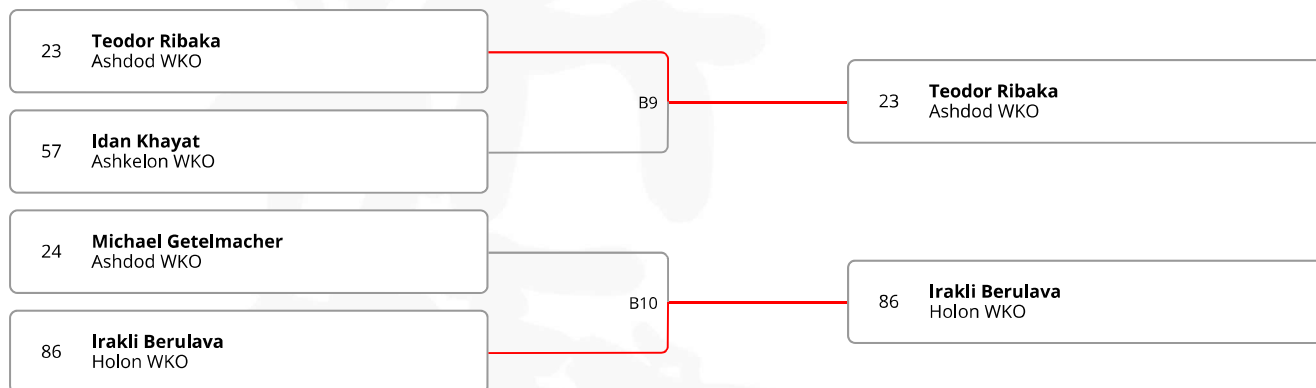 23
Teodor Ribaka
Ashdod WKO
57
Idan Khayat
Ashkelon WKO
B9
23
Teodor Ribaka
Ashdod WKO
24
Michael Getelmacher
Ashdod WKO
86
Irakli Berulava
Holon WKO
B10
86
Irakli Berulava
Holon WKO